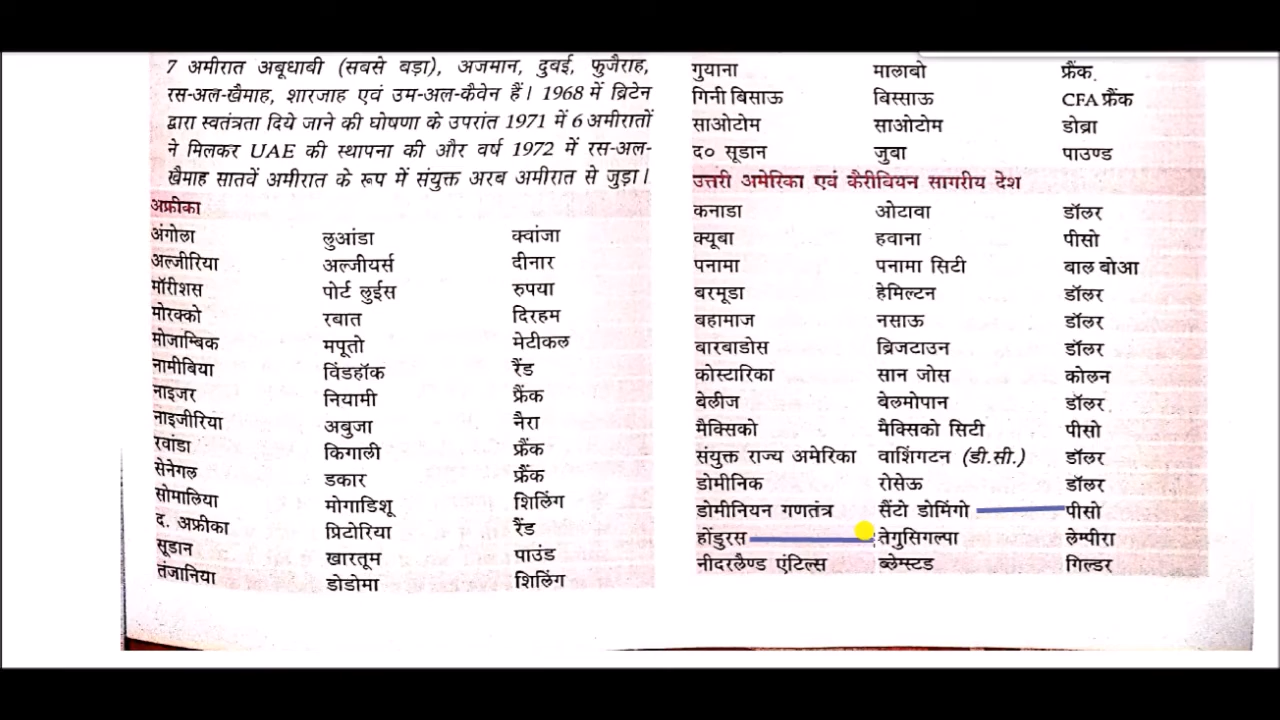 7 अमीरात अबूधाबी (सबसे बड़ा), अजमान, दुवई, फुजैराह,
रस-अल-खैमाह, शारजाह एवं उम-अल-कैवेन हैं। 1968 में ब्रिटेन
द्वारा स्वतंत्रता दिये जाने की घोषणा के उपरांत 1971 में 6 अमीरातों
ने मिलकर UAE की स्थापना की और वर्ष 1972 में रस-अल-
खैमाह सातवें अमीरात के रूप में संयुक्त अरब अमीरात से जुड़ा।
अफ्रीका
अंगोला लुआंडा क्वांजा
अल्जीरिया अल्जीयर्स दीनार
मॉरीशस पोर्ट लुईस रुपया
मोरक्को रबात दिरहम
मोजाम्बिक मपूतो मेटीकल
नामीबिया विंडहॉक रैंड
नाइजर नियामी फ्रैंक
नाइजीरिया अबुजा नैरा
रवांडा किगाली फ्रैंक
सेनेगल डकार फ्रैंक
सोमालिया मोगाडिशू शिलिंग
द. अफ्रीका प्रिटोरिया रैंड
सूडान खारतूम पाउंड
तंजानिया डोडोमा शिलिंग
गुयाना मालाबो फ्रैंक
गिनी बिसाऊ बिस्साऊ CFA फ्रैंक
साओटोम साओटोम डोब्रा
द० सूडान जुबा पाउण्ड
उत्तरी अमेरिका एवं कैरीवियन सागरीय देश
कनाडा ओटावा डॉलर
क्यूबा हवाना पीसो
पनामा पनामा सिटी बाल बोआ
बरमूडा हेमिल्टन डॉलर
बहामाज नसाऊ डॉलर
बारबाडोस ब्रिजटाउन डॉलर
कोस्टारिका सान जोस कोलन
बेलीज बेलमोपान डॉलर
मैक्सिको मैक्सिको सिटी पीसो
संयुक्त राज्य अमेरिका वाशिंगटन (डी.सी.) डॉलर
डोमीनिक रोसेऊ डॉलर
डोमीनियन गणतंत्र सैंटो डोमिंगो पीसो
होंडुरस तेगुसिगल्पा लेम्पीरा
नीदरलैण्ड एंटिल्स ब्लेम्स्टड गिल्डर